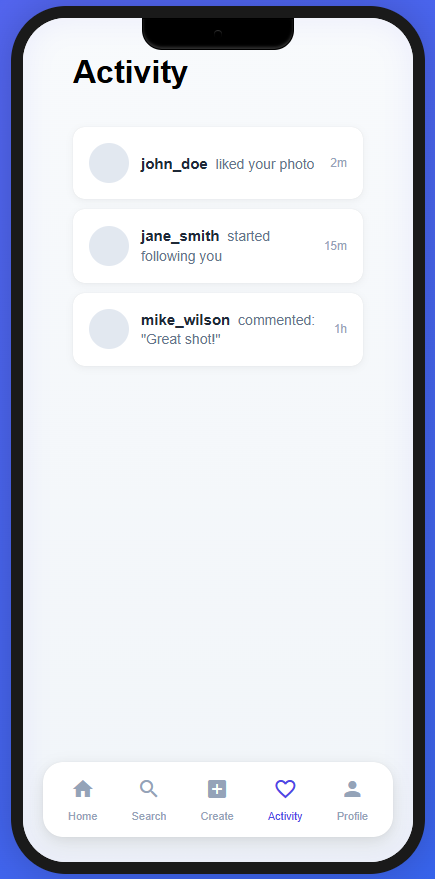 Activity
john_doe liked your photo 2m
jane_smith started
following you
15m
mike_wilson commented:
"Great shot!"
1h
Home Search Create Activity Profile